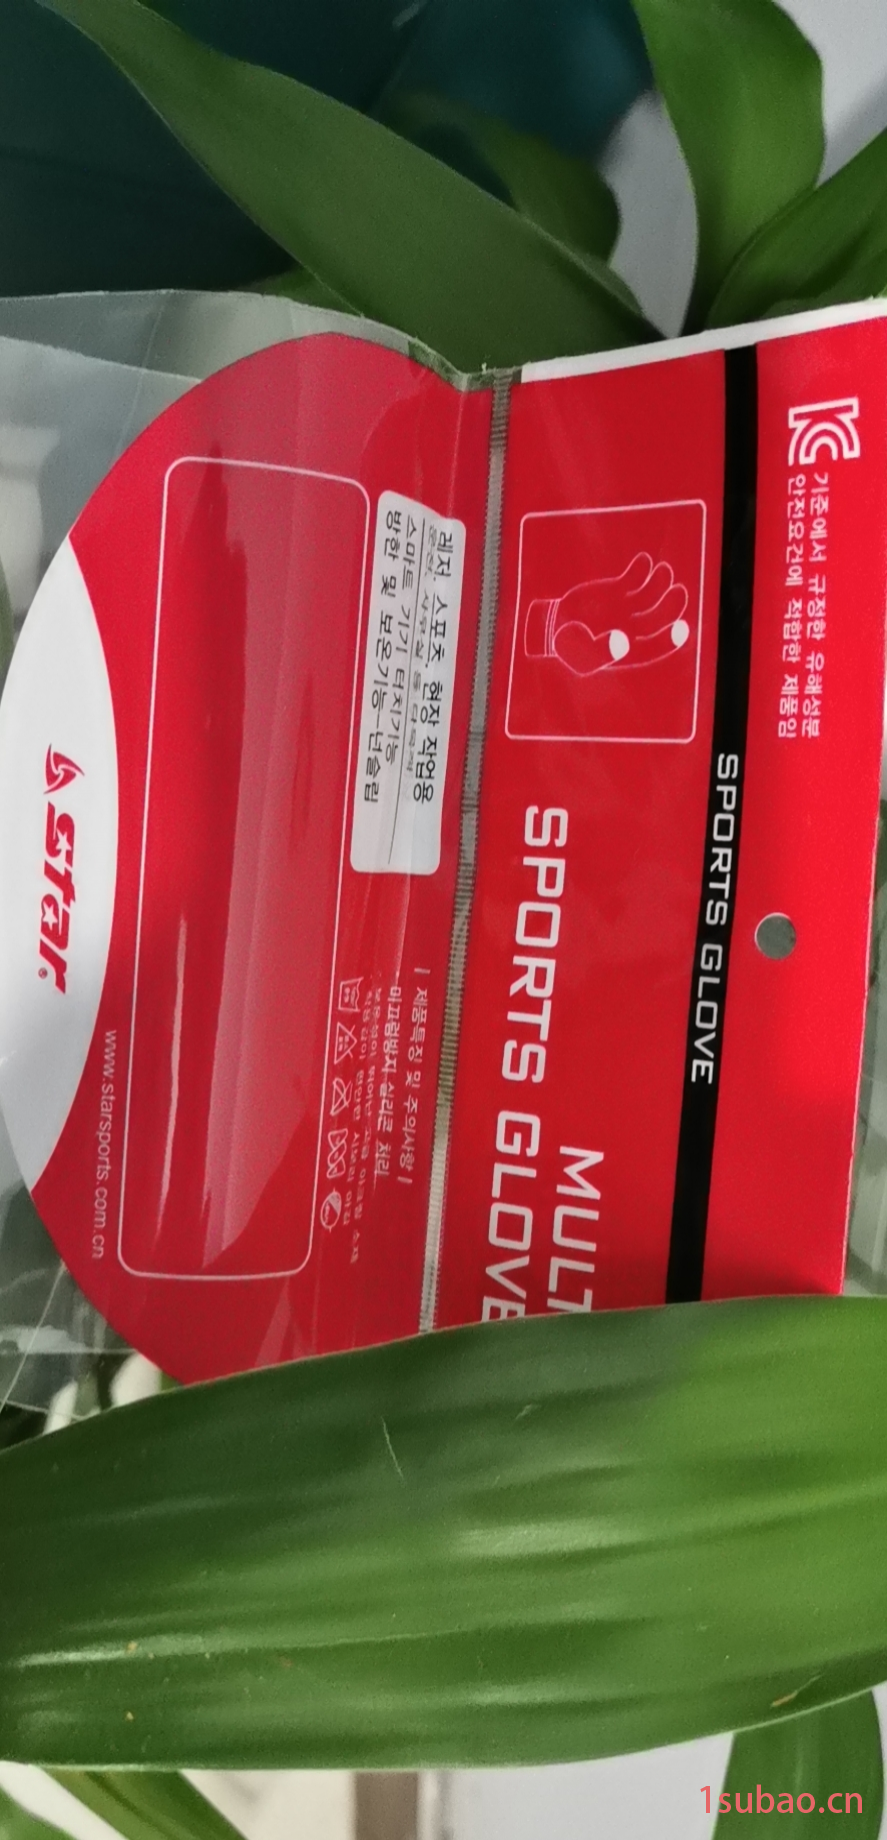 KC
기준에서 규정한 유해성분
안전요건에 적합한 제품임
SPORTS GLOVE
MULT
SPORTS GLOVE
레저, 스포츠, 현장 작업용
스마트 기기 터치기능
방한 및 보온기능-넌슬립
| 제품특징 및 주의사항 |
미끄럼방지 실리콘 처리
star®
www.starsports.com.cn
1subao.cn